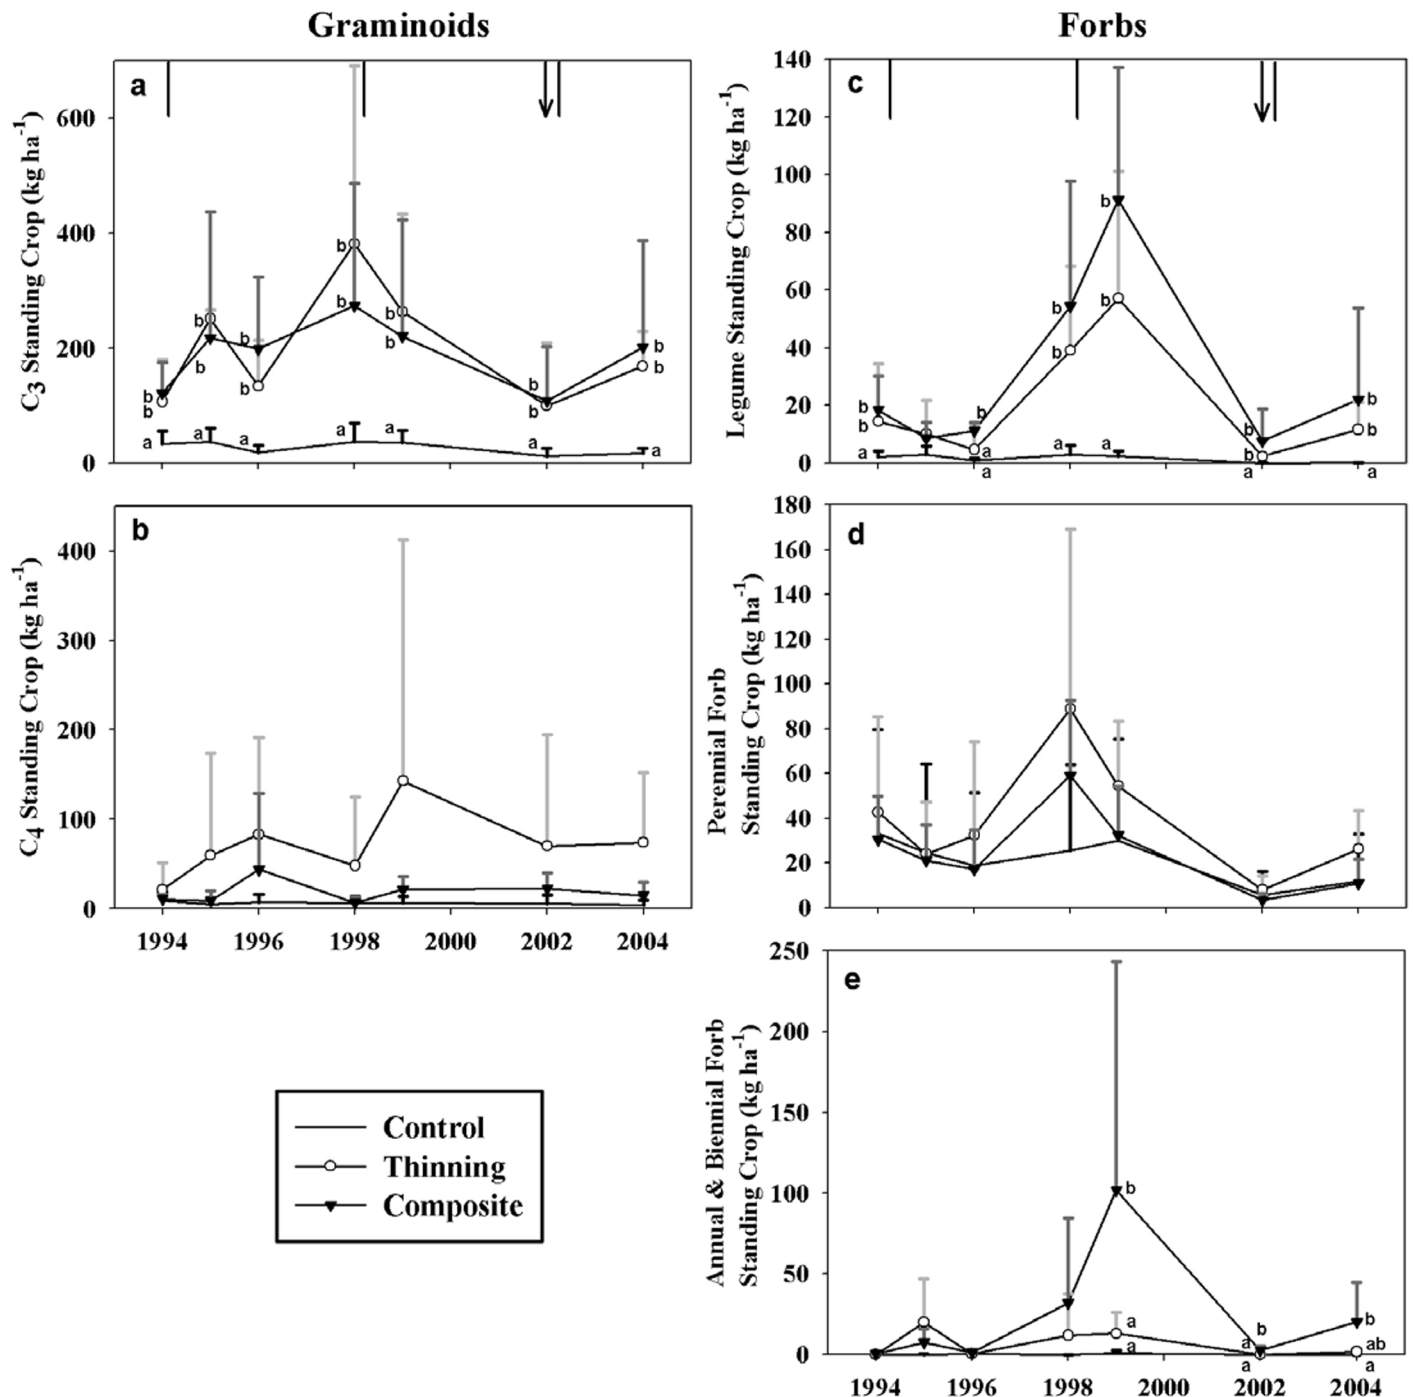 Graminoids
Forbs
a
C3 Standing Crop (kg ha-1)
600
400
200
0
b b a
b b a
b b a
b b a
b b a
b b a
b b a
c
Legume Standing Crop (kg ha-1)
140
120
100
80
60
40
20
0
b b a
b a a
b b a
b b a
b b a
b b a
b
C4 Standing Crop (kg ha-1)
400
300
200
100
0
1994 1996 1998 2000 2002 2004
d
Perennial Forb
Standing Crop (kg ha-1)
180
160
140
120
100
80
60
40
20
0
e
Annual & Biennial Forb
Standing Crop (kg ha-1)
250
200
150
100
50
0
b a a
b a a
b ab a
1994 1996 1998 2000 2002 2004
Control
Thinning
Composite